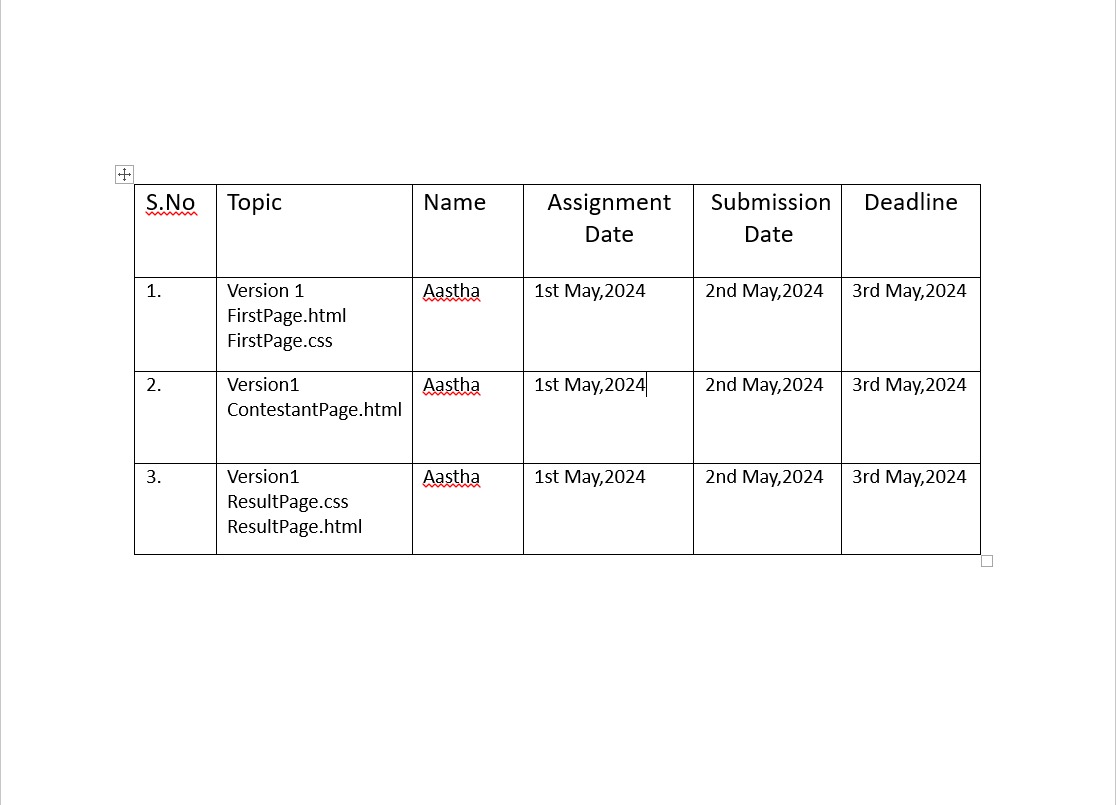 S.No Topic Name Assignment Submission Deadline
Date Date
1. Version 1 Aastha 1st May,2024 2nd May,2024 3rd May,2024
FirstPage.html
FirstPage.css
2. Version1 Aastha 1st May,2024 2nd May,2024 3rd May,2024
ContestantPage.html
3. Version1 Aastha 1st May,2024 2nd May,2024 3rd May,2024
ResultPage.css
ResultPage.html